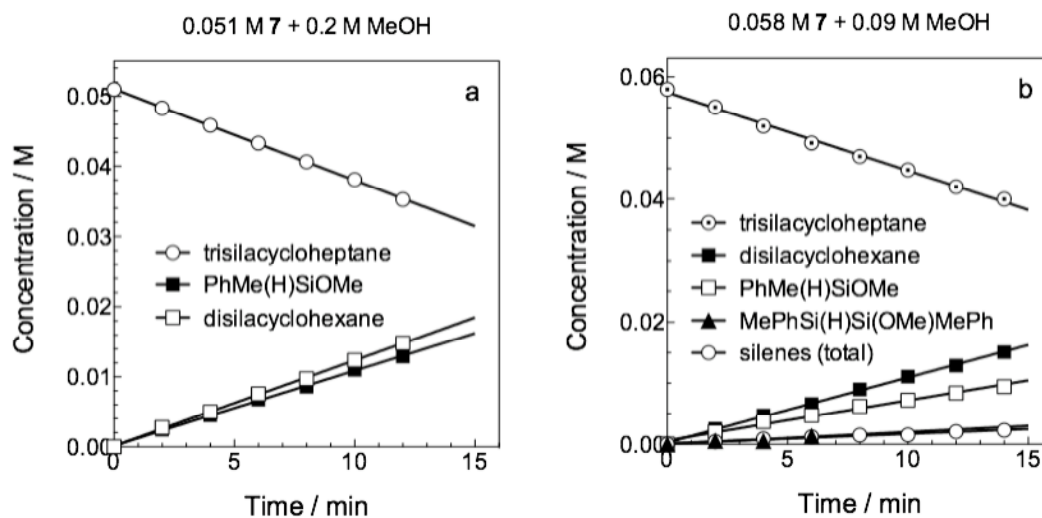 0.051 M 7 + 0.2 M MeOH
a
0.05
0.04
0.03
0.02
0.01
0.00
Concentration / M
trisilacycloheptane
PhMe(H)SiOMe
disilacyclohexane
0
5
10
15
Time / min
0.058 M 7 + 0.09 M MeOH
b
0.06
0.04
0.02
0.00
Concentration / M
trisilacycloheptane
disilacyclohexane
PhMe(H)SiOMe
MePhSi(H)Si(OMe)MePh
silenes (total)
0
5
10
15
Time / min